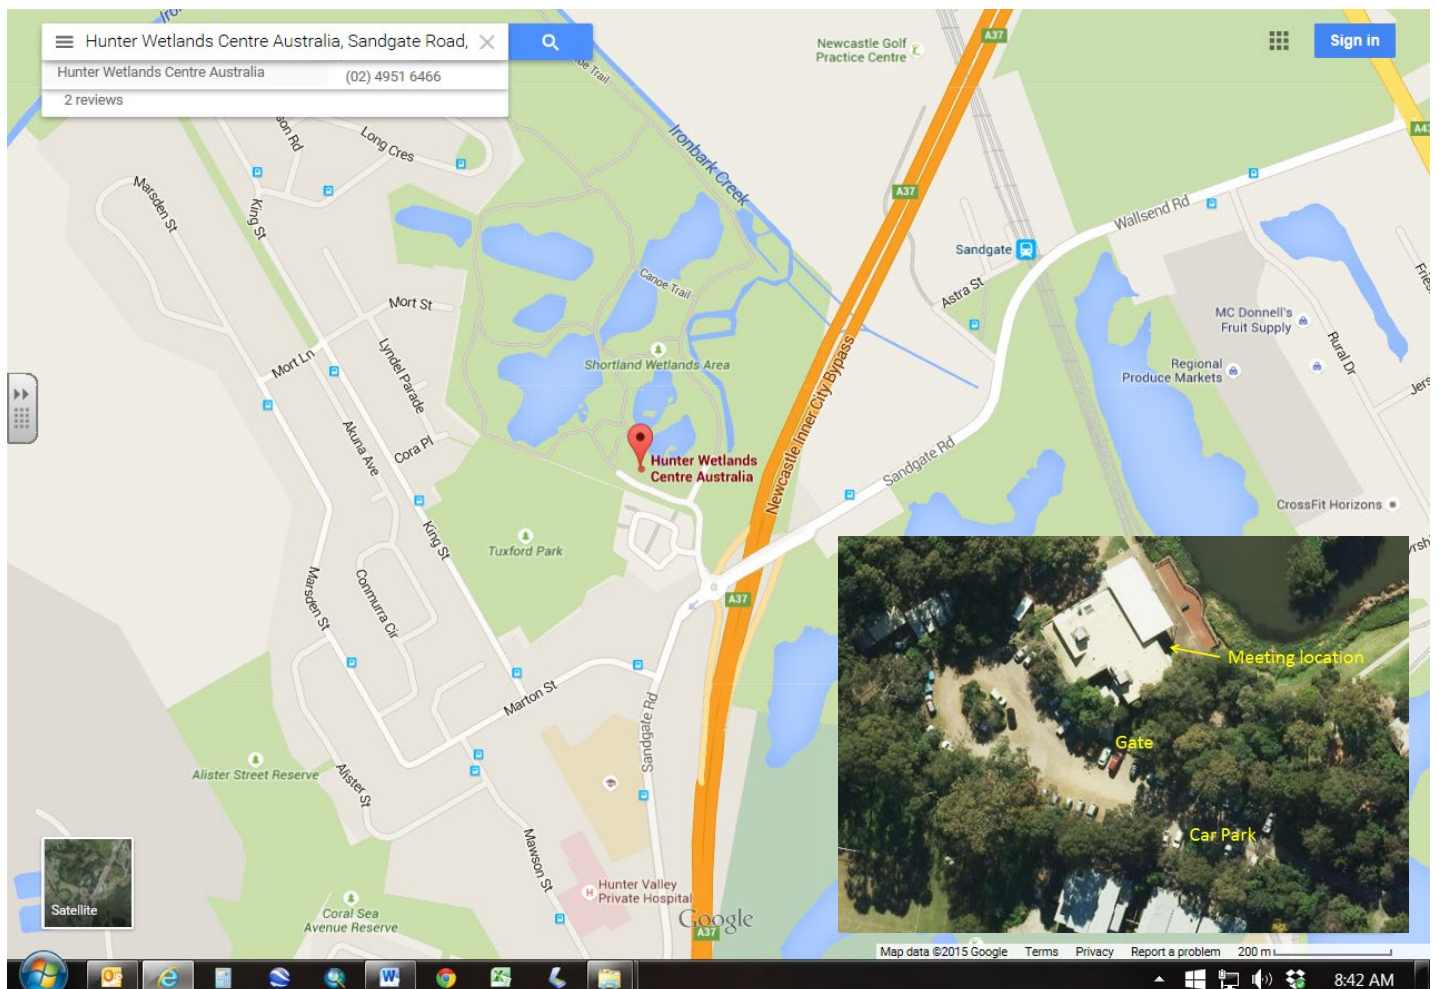 Hunter Wetlands Centre Australia, Sandgate Road,
Sign in
Hunter Wetlands Centre Australia
(02) 4951 6466
2 reviews
Newcastle Golf
Practice Centre
A37
Canoe Trail
Long Cres
Ironbark Creek
A43
Marsden St
King St
A37
Wallsend Rd
Sandgate
Astra St
Canoe Trail
Mort St
MC Donnell's
Fruit Supply
Rural Dr
Mort Ln
Lyndel Parade
Shortland Wetlands Area
Newcastle Inner City Bypass
Regional
Produce Markets
Akuna Ave
Cora Pl
Hunter Wetlands
Centre Australia
Sandgate Rd
CrossFit Horizons
King St
Tuxford Park
Marsden St
Conmurra Cir
A37
Meeting location
Marton St
Sandgate Rd
Gate
Alister Street Reserve
Alister St
Car Park
Mawson St
Hunter Valley
Private Hospital
Satellite
Coral Sea
Avenue Reserve
Google
A37
Map data ©2015 Google Terms Privacy Report a problem 200 m
8:42 AM